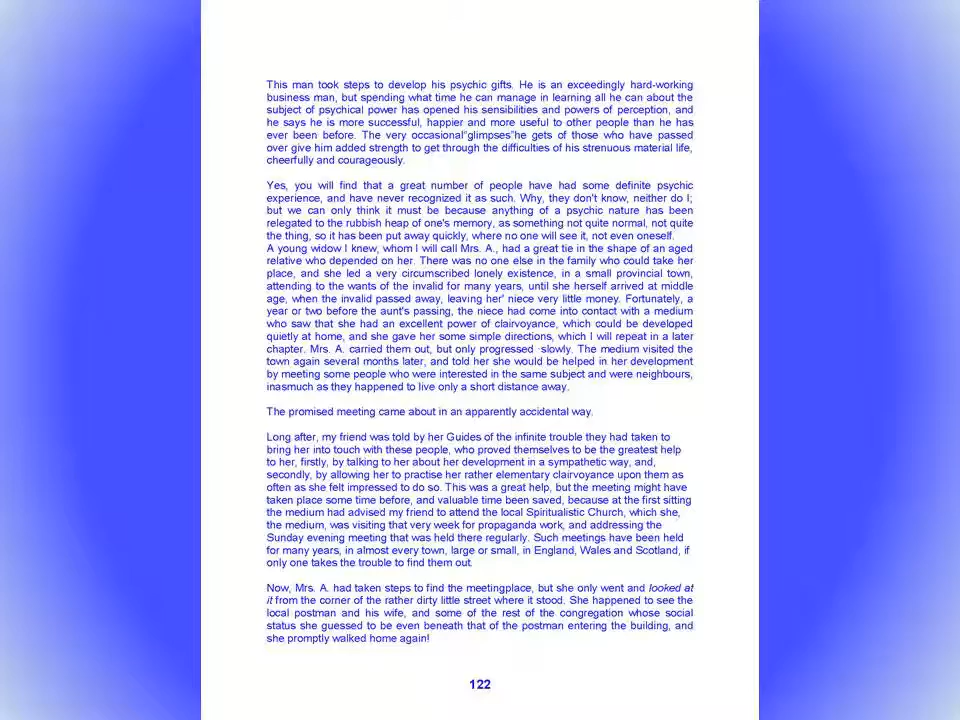 This man took steps to develop his psychic gifts. He is an exceedingly hard-working
business man, but spending what time he can manage in learning all he can about the
subject of psychical power has opened his sensibilities and powers of perception, and
he says he is more successful, happier and more useful to other people than he has
ever been before. The very occasional"glimpses"he gets of those who have passed
over give him added strength to get through the difficulties of his strenuous material life,
cheerfully and courageously.

Yes, you will find that a great number of people have had some definite psychic
experience, and have never recognized it as such. Why, they don't know, neither do I;
but we can only think it must be because anything of a psychic nature has been
relegated to the rubbish heap of one's memory, as something not quite normal, not quite
the thing, so it has been put away quickly, where no one will see it, not even oneself.
A young widow I knew, whom I will call Mrs. A., had a great tie in the shape of an aged
relative who depended on her. There was no one else in the family who could take her
place, and she led a very circumscribed lonely existence, in a small provincial town,
attending to the wants of the invalid for many years, until she herself arrived at middle
age, when the invalid passed away, leaving her' niece very little money. Fortunately, a
year or two before the aunt's passing, the niece had come into contact with a medium
who saw that she had an excellent power of clairvoyance, which could be developed
quietly at home, and she gave her some simple directions, which I will repeat in a later
chapter. Mrs. A. carried them out, but only progressed ·slowly. The medium visited the
town again several months later, and told her she would be helped in her development
by meeting some people who were interested in the same subject and were neighbours,
inasmuch as they happened to live only a short distance away.

The promised meeting came about in an apparently accidental way.

Long after, my friend was told by her Guides of the infinite trouble they had taken to
bring her into touch with these people, who proved themselves to be the greatest help
to her, firstly, by talking to her about her development in a sympathetic way, and,
secondly, by allowing her to practise her rather elementary clairvoyance upon them as
often as she felt impressed to do so. This was a great help, but the meeting might have
taken place some time before, and valuable time been saved, because at the first sitting
the medium had advised my friend to attend the local Spiritualistic Church, which she,
the medium, was visiting that very week for propaganda work, and addressing the
Sunday evening meeting that was held there regularly. Such meetings have been held
for many years, in almost every town, large or small, in England, Wales and Scotland, if
only one takes the trouble to find them out.

Now, Mrs. A. had taken steps to find the meetingplace, but she only went and looked at
it from the corner of the rather dirty little street where it stood. She happened to see the
local postman and his wife, and some of the rest of the congregation whose social
status she guessed to be even beneath that of the postman entering the building, and
she promptly walked home again!

122